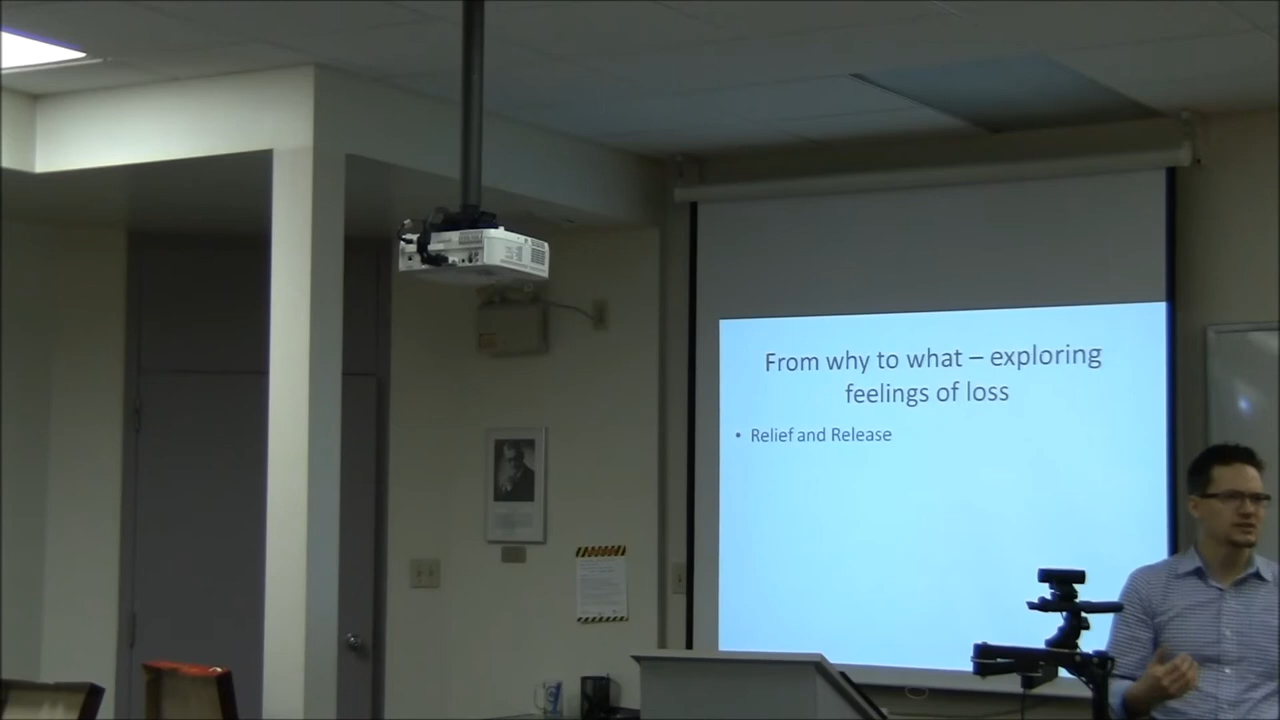 From why to what – exploring
feelings of loss
• Relief and Release